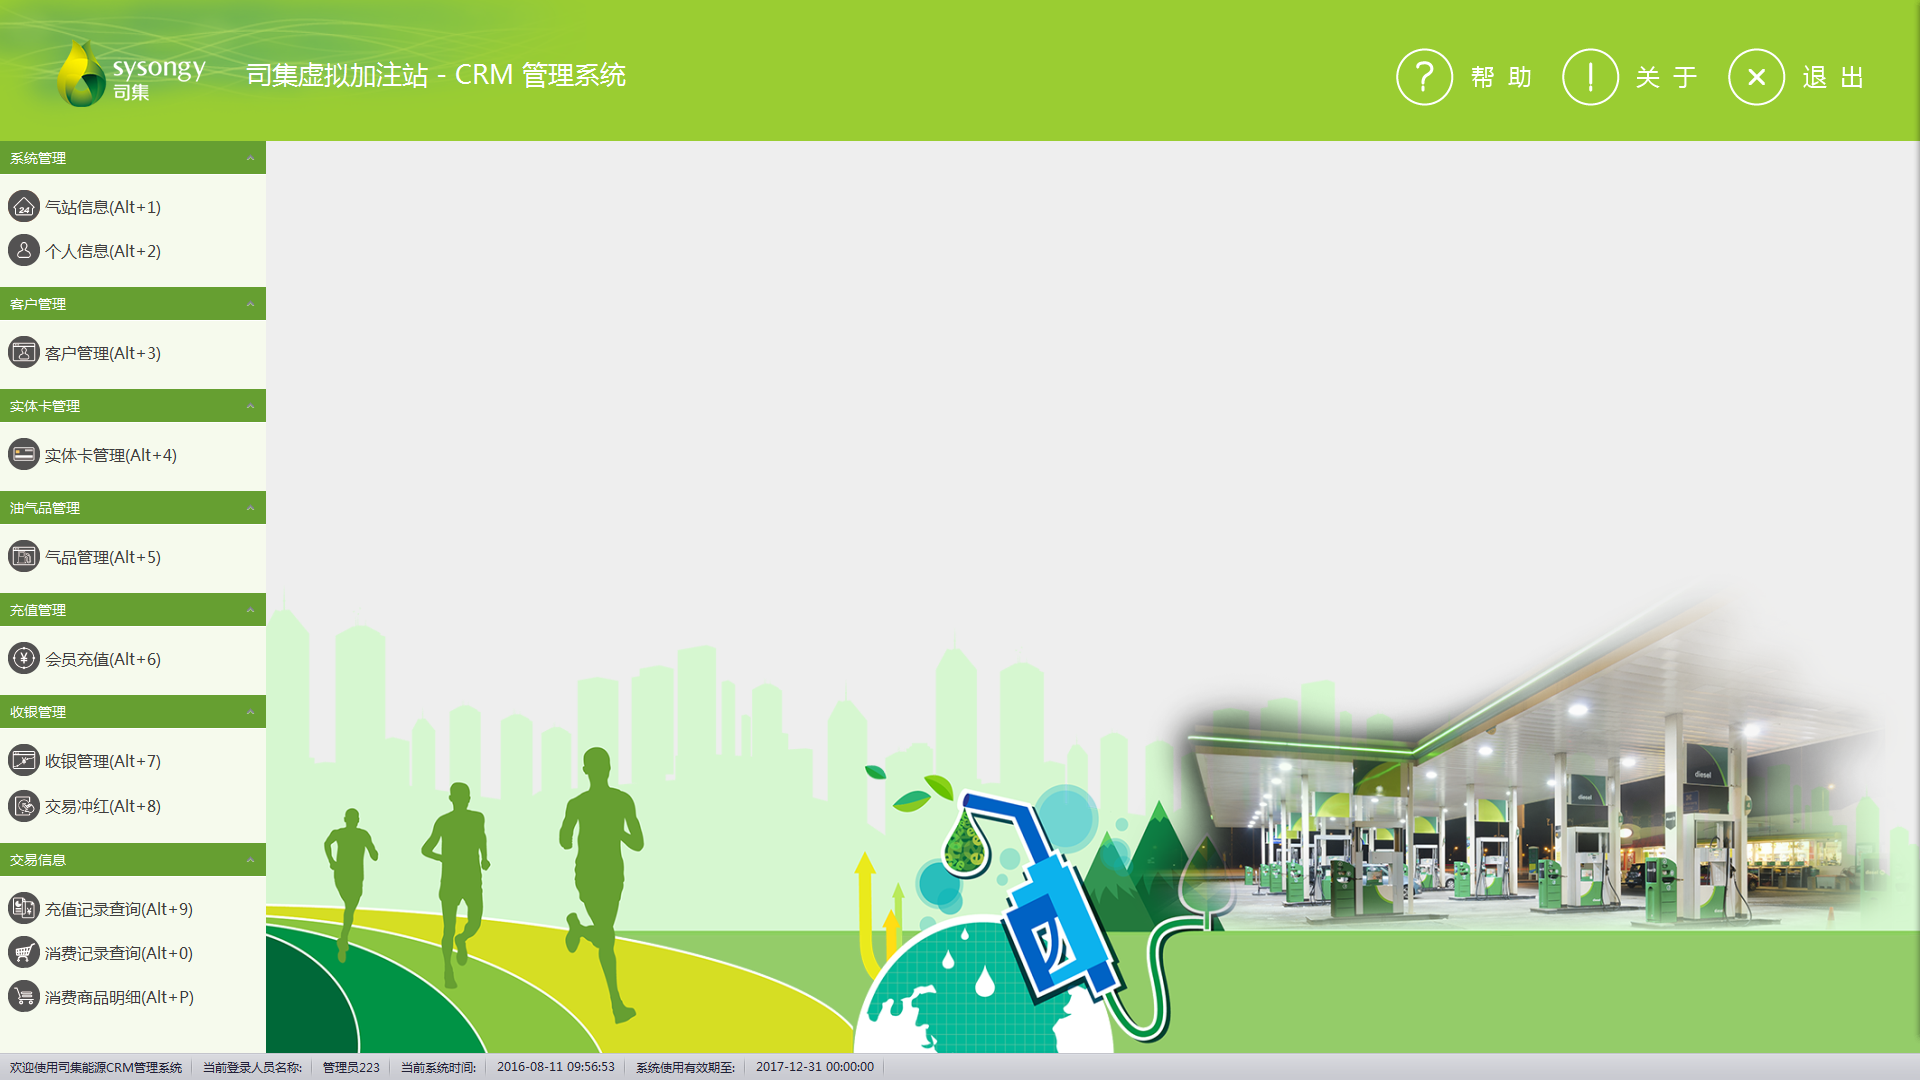 sysongy
司集
司集虚拟加注站 - CRM 管理系统
? 帮 助
! 关 于
× 退 出
系统管理
24
气站信息(Alt+1)
个人信息(Alt+2)
客户管理
客户管理(Alt+3)
实体卡管理
实体卡管理(Alt+4)
油气品管理
气品管理(Alt+5)
充值管理
¥
会员充值(Alt+6)
收银管理
收银管理(Alt+7)
交易冲红(Alt+8)
交易信息
充值记录查询(Alt+9)
消费记录查询(Alt+0)
消费商品明细(Alt+P)
diesel
diesel
欢迎使用司集能源CRM管理系统 当前登录人员名称: 管理员223 当前系统时间: 2016-08-11 09:56:53 系统使用有效期至: 2017-12-31 00:00:00